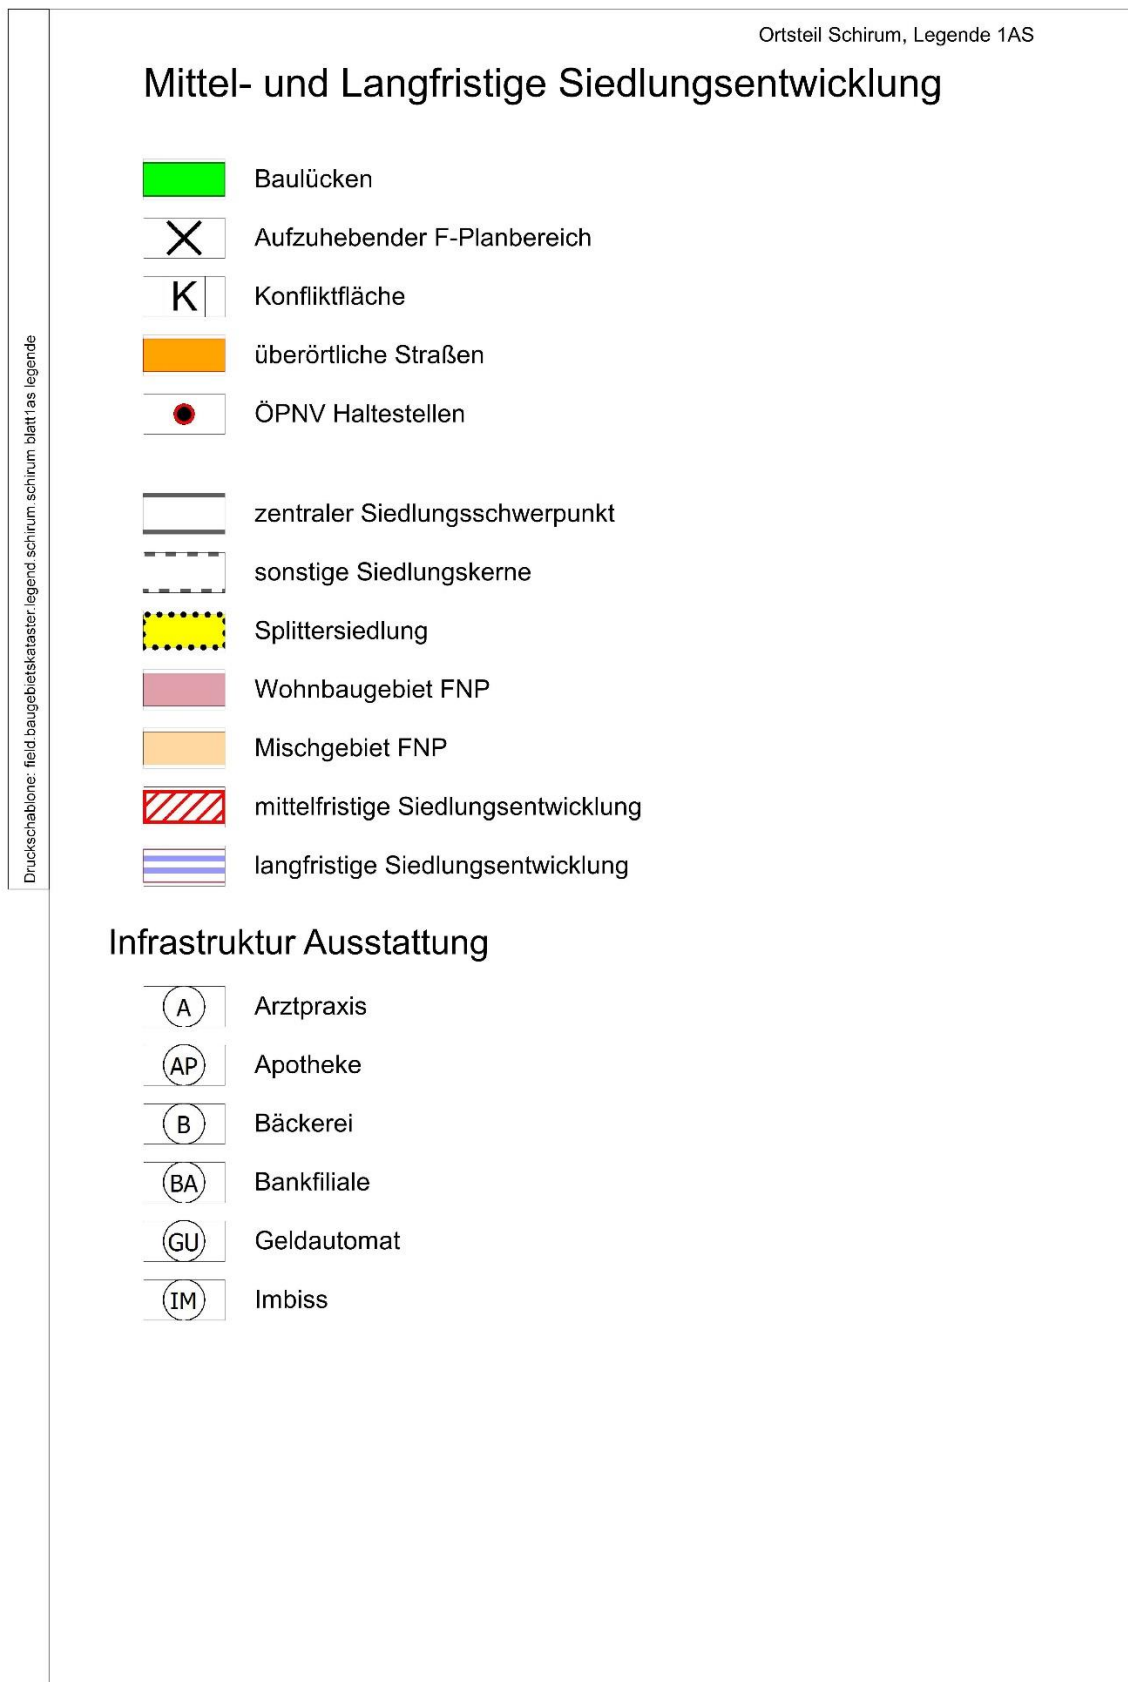 Ortsteil Schirum, Legende 1AS
Mittel- und Langfristige Siedlungsentwicklung
Baulücken
Aufzuhebender F-Planbereich
K Konfliktfläche
überörtliche Straßen
ÖPNV Haltestellen
zentraler Siedlungsschwerpunkt
sonstige Siedlungskerne
Splittersiedlung
Wohnbaugebiet FNP
Mischgebiet FNP
mittelfristige Siedlungsentwicklung
langfristige Siedlungsentwicklung
Infrastruktur Ausstattung
A Arztpraxis
AP Apotheke
B Bäckerei
BA Bankfiliale
GU Geldautomat
IM Imbiss
Druckschablone: field.baugebietskataster.legend.schirum.schirum blatt1as legende